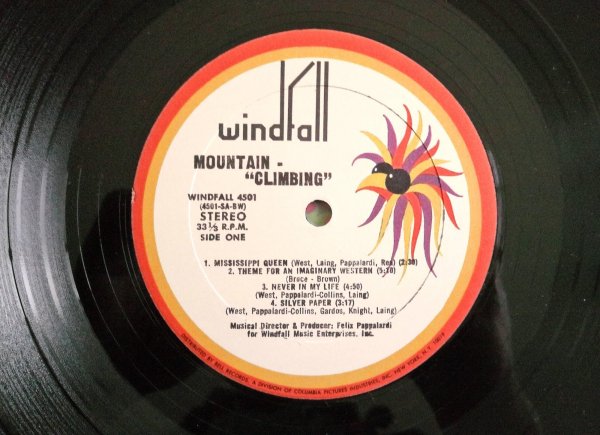 windfall
MOUNTAIN -
"CLIMBING"
WINDFALL 4501
(4501-SA-BW)
STEREO
33⅓ R.P.M.
SIDE ONE
1. MISSISSIPPI QUEEN (West, Laing, Pappalardi, Rea) (2:30)
2. THEME FOR AN IMAGINARY WESTERN (5:30)
(Bruce - Brown)
3. NEVER IN MY LIFE (4:50)
(West, Pappalardi-Collins, Laing)
4. SILVER PAPER (3:17)
(West, Pappalardi-Collins, Gardos, Knight, Laing)
Musical Director & Producer: Felix Pappalardi
for Windfall Music Enterprises, Inc.
DISTRIBUTED BY BELL RECORDS, A DIVISION OF COLUMBIA PICTURES INDUSTRIES, INC. NEW YORK, N.Y. 10019